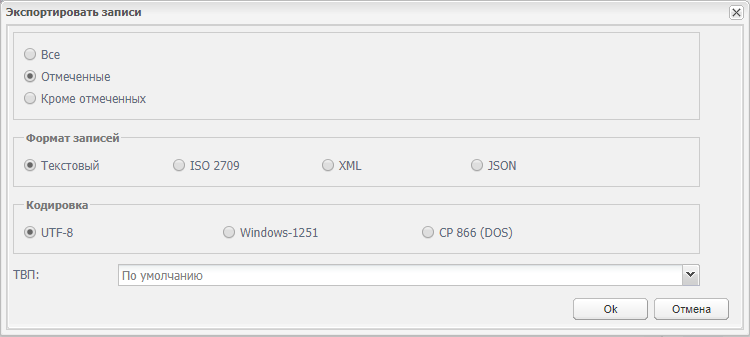 Экспортировать записи
Все
Отмеченные
Кроме отмеченных
Формат записей
Текстовый ISO 2709 XML JSON
Кодировка
UTF-8 Windows-1251 CP 866 (DOS)
ТВП: По умолчанию
Ok Отмена